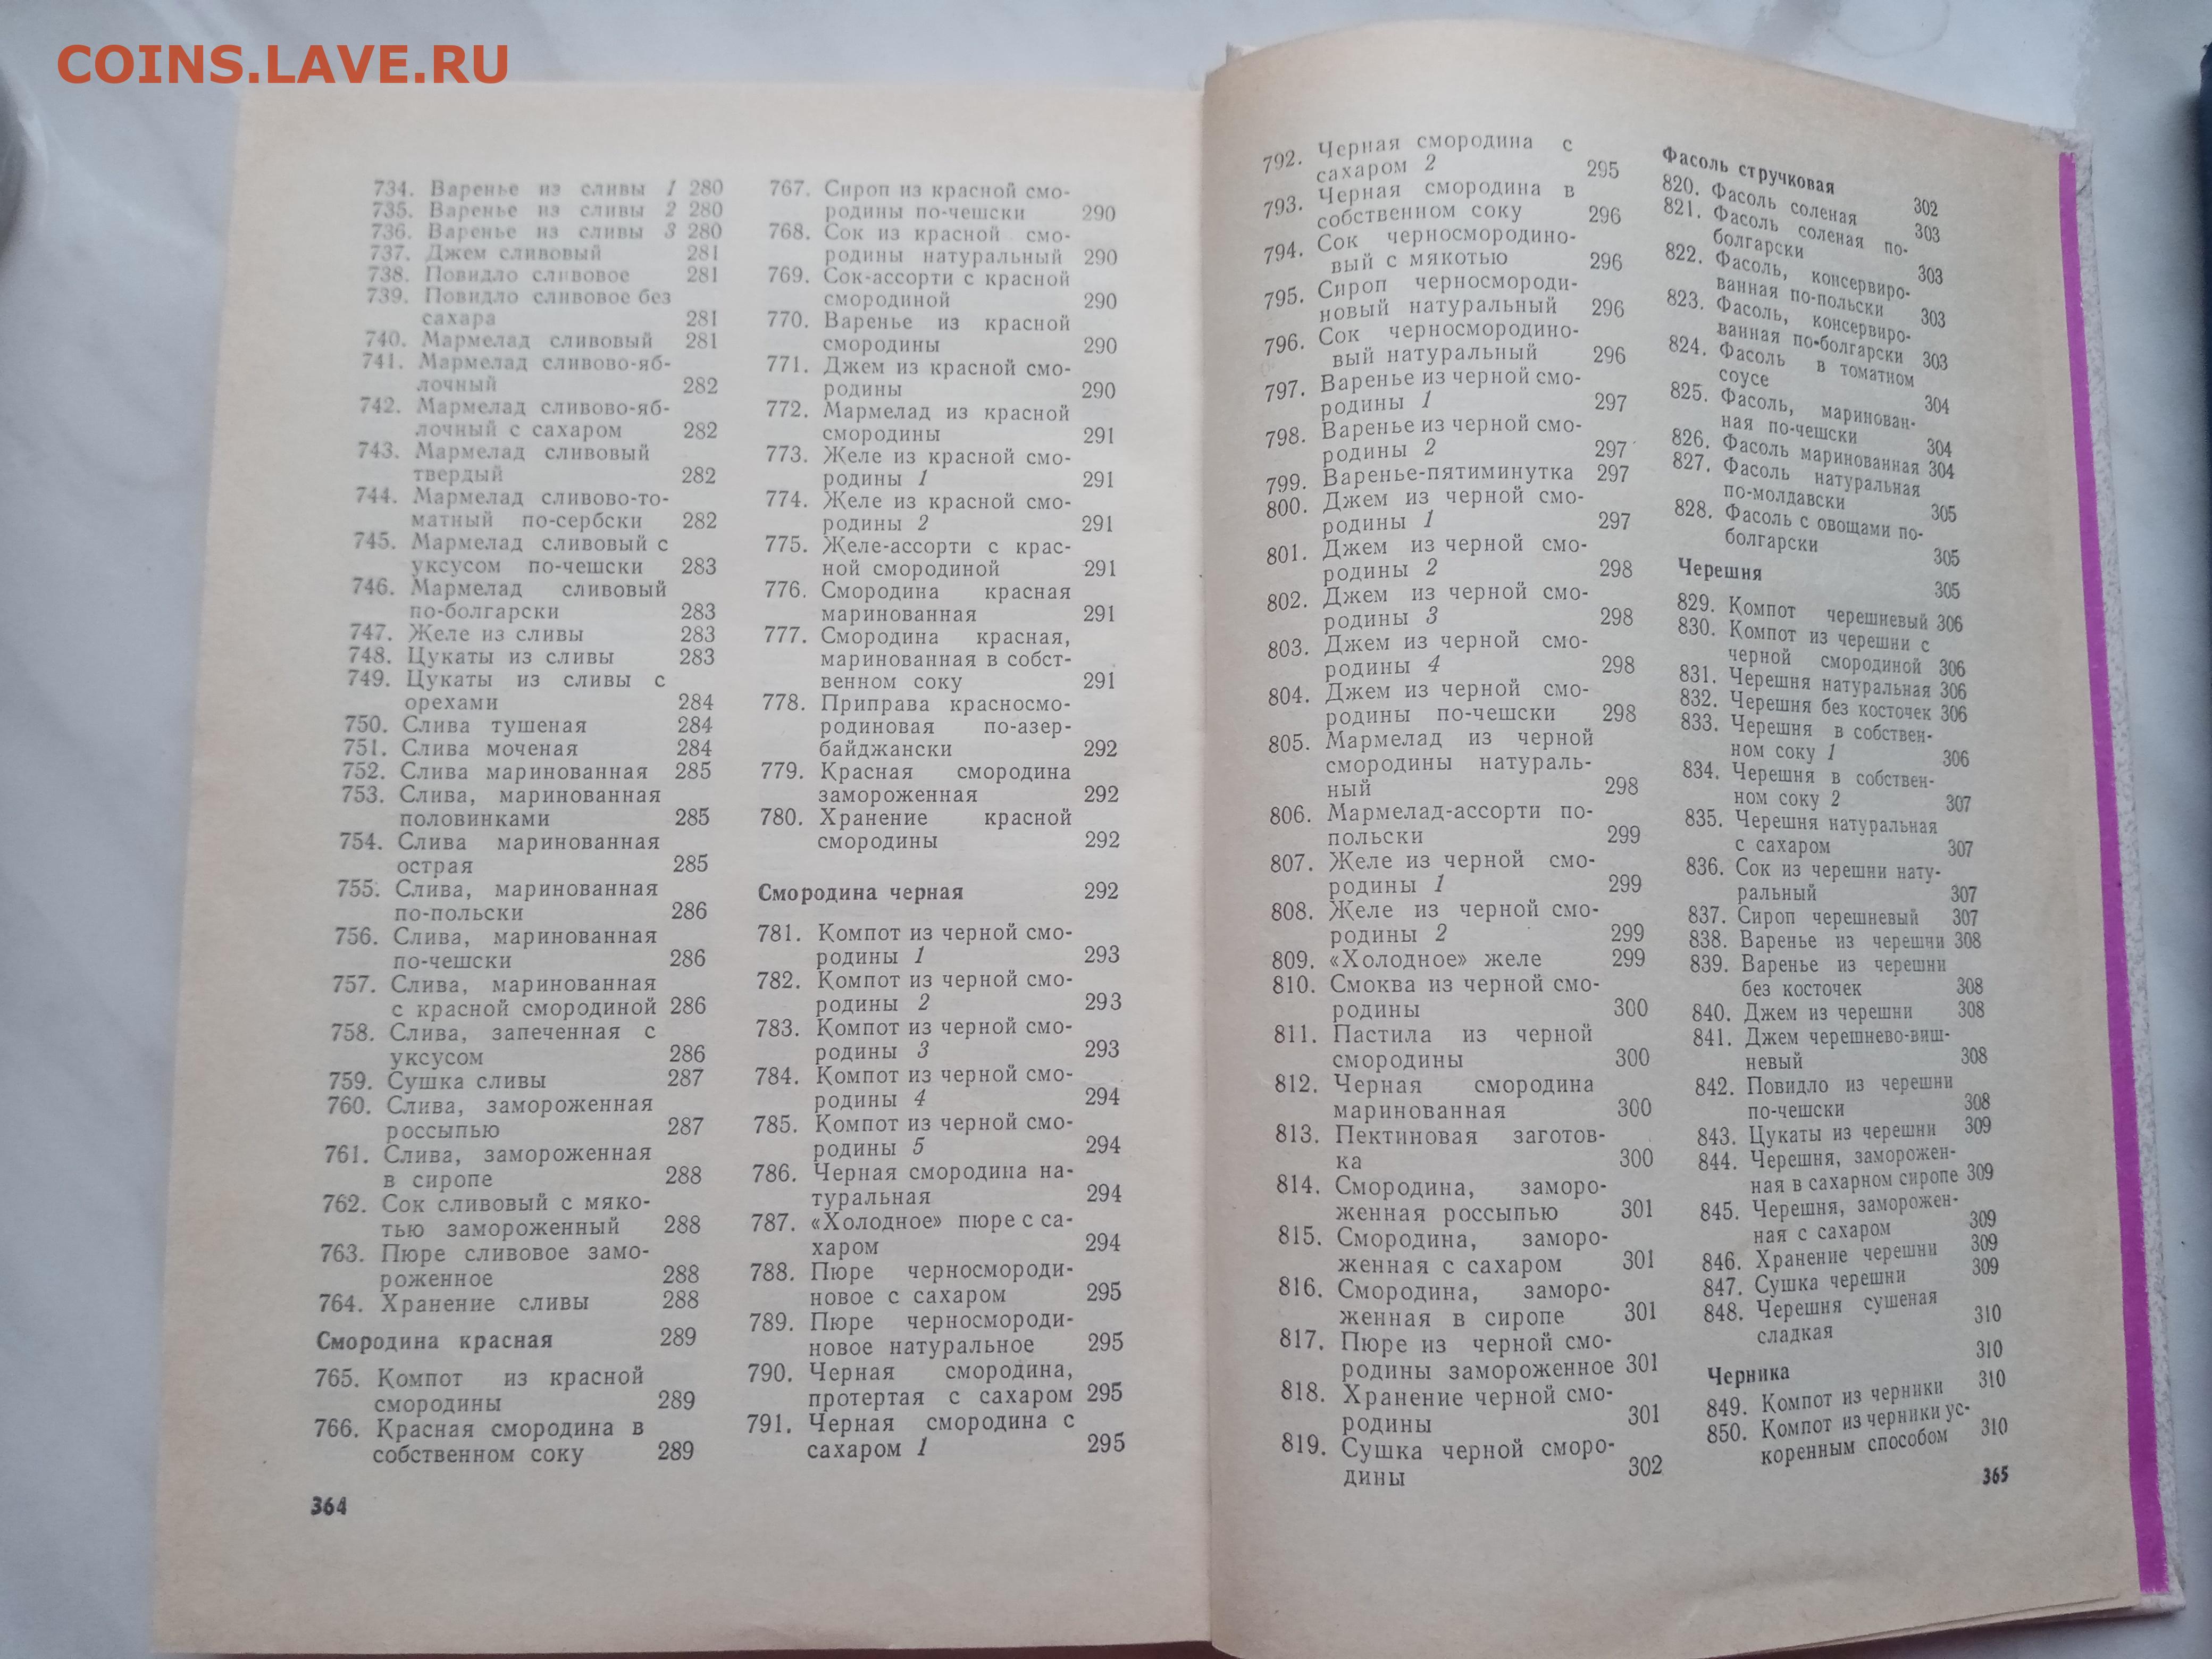 COINS.LAVE.RU
734. Варенье из сливы 1 280
735. Варенье из сливы 2 280
736. Варенье из сливы 3 280
737. Джем сливовый 281
738. Повидло сливовое 281
739. Повидло сливовое без
сахара 281
740. Мармелад сливовый 281
741. Мармелад сливово-яб-
лочный 282
742. Мармелад сливово-яб-
лочный с сахаром 282
743. Мармелад сливовый
твердый 282
744. Мармелад сливово-то-
матный по-сербски 282
745. Мармелад сливовый с
уксусом по-чешски 283
746. Мармелад сливовый
по-болгарски 283
747. Желе из сливы 283
748. Цукаты из сливы 283
749. Цукаты из сливы с
орехами 284
750. Слива тушеная 284
751. Слива моченая 284
752. Слива маринованная 285
753. Слива, маринованная
половинками 285
754. Слива маринованная
острая 285
755. Слива, маринованная
по-польски 286
756. Слива, маринованная
по-чешски 286
757. Слива, маринованная
с красной смородиной 286
758. Слива, запеченная с
уксусом 286
759. Сушка сливы 287
760. Слива, замороженная
россыпью 287
761. Слива, замороженная
в сиропе 288
762. Сок сливовый с мяко-
тью замороженный 288
763. Пюре сливовое замо-
роженное 288
764. Хранение сливы 288
Смородина красная 289
765. Компот из красной
смородины 289
766. Красная смородина в
собственном соку 289
364
767. Сироп из красной смо-
родины по-чешски 290
768. Сок из красной смо-
родины натуральный 290
769. Сок-ассорти с красной
смородиной 290
770. Варенье из красной
смородины 290
771. Джем из красной смо-
родины 290
772. Мармелад из красной
смородины 291
773. Желе из красной смо-
родины 1 291
774. Желе из красной смо-
родины 2 291
775. Желе-ассорти с крас-
ной смородиной 291
776. Смородина красная
маринованная 291
777. Смородина красная,
маринованная в собст-
венном соку 291
778. Приправа красносмо-
родиновая по-азер-
байджански 292
779. Красная смородина
замороженная 292
780. Хранение красной
смородины 292
Смородина черная 292
781. Компот из черной смо-
родины 1 293
782. Компот из черной смо-
родины 2 293
783. Компот из черной смо-
родины 3 293
784. Компот из черной смо-
родины 4 294
785. Компот из черной смо-
родины 5 294
786. Черная смородина на-
туральная 294
787. «Холодное» пюре с са-
харом 294
788. Пюре черносмороди-
новое с сахаром 295
789. Пюре черносмороди-
новое натуральное 295
790. Черная смородина,
протертая с сахаром 295
791. Черная смородина с
сахаром 1 295
792. Черная смородина с
сахаром 2 295
793. Черная смородина в
собственном соку 296
794. Сок черносмородино-
вый с мякотью 296
795. Сироп черносмороди-
новый натуральный 296
796. Сок черносмородино-
вый натуральный 296
797. Варенье из черной смо-
родины 1 297
798. Варенье из черной смо-
родины 2 297
799. Варенье-пятиминутка 297
800. Джем из черной смо-
родины 1 297
801. Джем из черной смо-
родины 2 298
802. Джем из черной смо-
родины 3 298
803. Джем из черной смо-
родины 4 298
804. Джем из черной смо-
родины по-чешски 298
805. Мармелад из черной
смородины натураль-
ный 298
806. Мармелад-ассорти по-
польски 299
807. Желе из черной смо-
родины 1 299
808. Желе из черной смо-
родины 2 299
809. «Холодное» желе 299
810. Смоква из черной смо-
родины 300
811. Пастила из черной
смородины 300
812. Черная смородина
маринованная 300
813. Пектиновая заготов-
ка 300
814. Смородина, заморо-
женная россыпью 301
815. Смородина, заморо-
женная с сахаром 301
816. Смородина, заморо-
женная в сиропе 301
817. Пюре из черной смо-
родины замороженное 301
818. Хранение черной смо-
родины 301
819. Сушка черной сморо-
дины 302
Фасоль стручковая 302
820. Фасоль соленая 303
821. Фасоль соленая по-
болгарски 303
822. Фасоль, консервиро-
ванная по-польски 303
823. Фасоль, консервиро-
ванная по-болгарски 303
824. Фасоль в томатном
соусе 304
825. Фасоль, маринован-
ная по-чешски 304
826. Фасоль маринованная 304
827. Фасоль натуральная
по-молдавски 305
828. Фасоль с овощами по-
болгарски 305
Черешня 305
829. Компот черешневый 306
830. Компот из черешни с
черной смородиной 306
831. Черешня натуральная 306
832. Черешня без косточек 306
833. Черешня в собствен-
ном соку 1 306
834. Черешня в собствен-
ном соку 2 307
835. Черешня натуральная
с сахаром 307
836. Сок из черешни нату-
ральный 307
837. Сироп черешневый 307
838. Варенье из черешни 308
839. Варенье из черешни
без косточек 308
840. Джем из черешни 308
841. Джем черешнево-виш-
невый 308
842. Повидло из черешни
по-чешски 308
843. Цукаты из черешни 309
844. Черешня, заморожен-
ная в сахарном сиропе 309
845. Черешня, заморожен-
ная с сахаром 309
846. Хранение черешни 309
847. Сушка черешни 309
848. Черешня сушеная
сладкая 310
Черника 310
849. Компот из черники 310
850. Компот из черники ус-
коренным способом 310
365